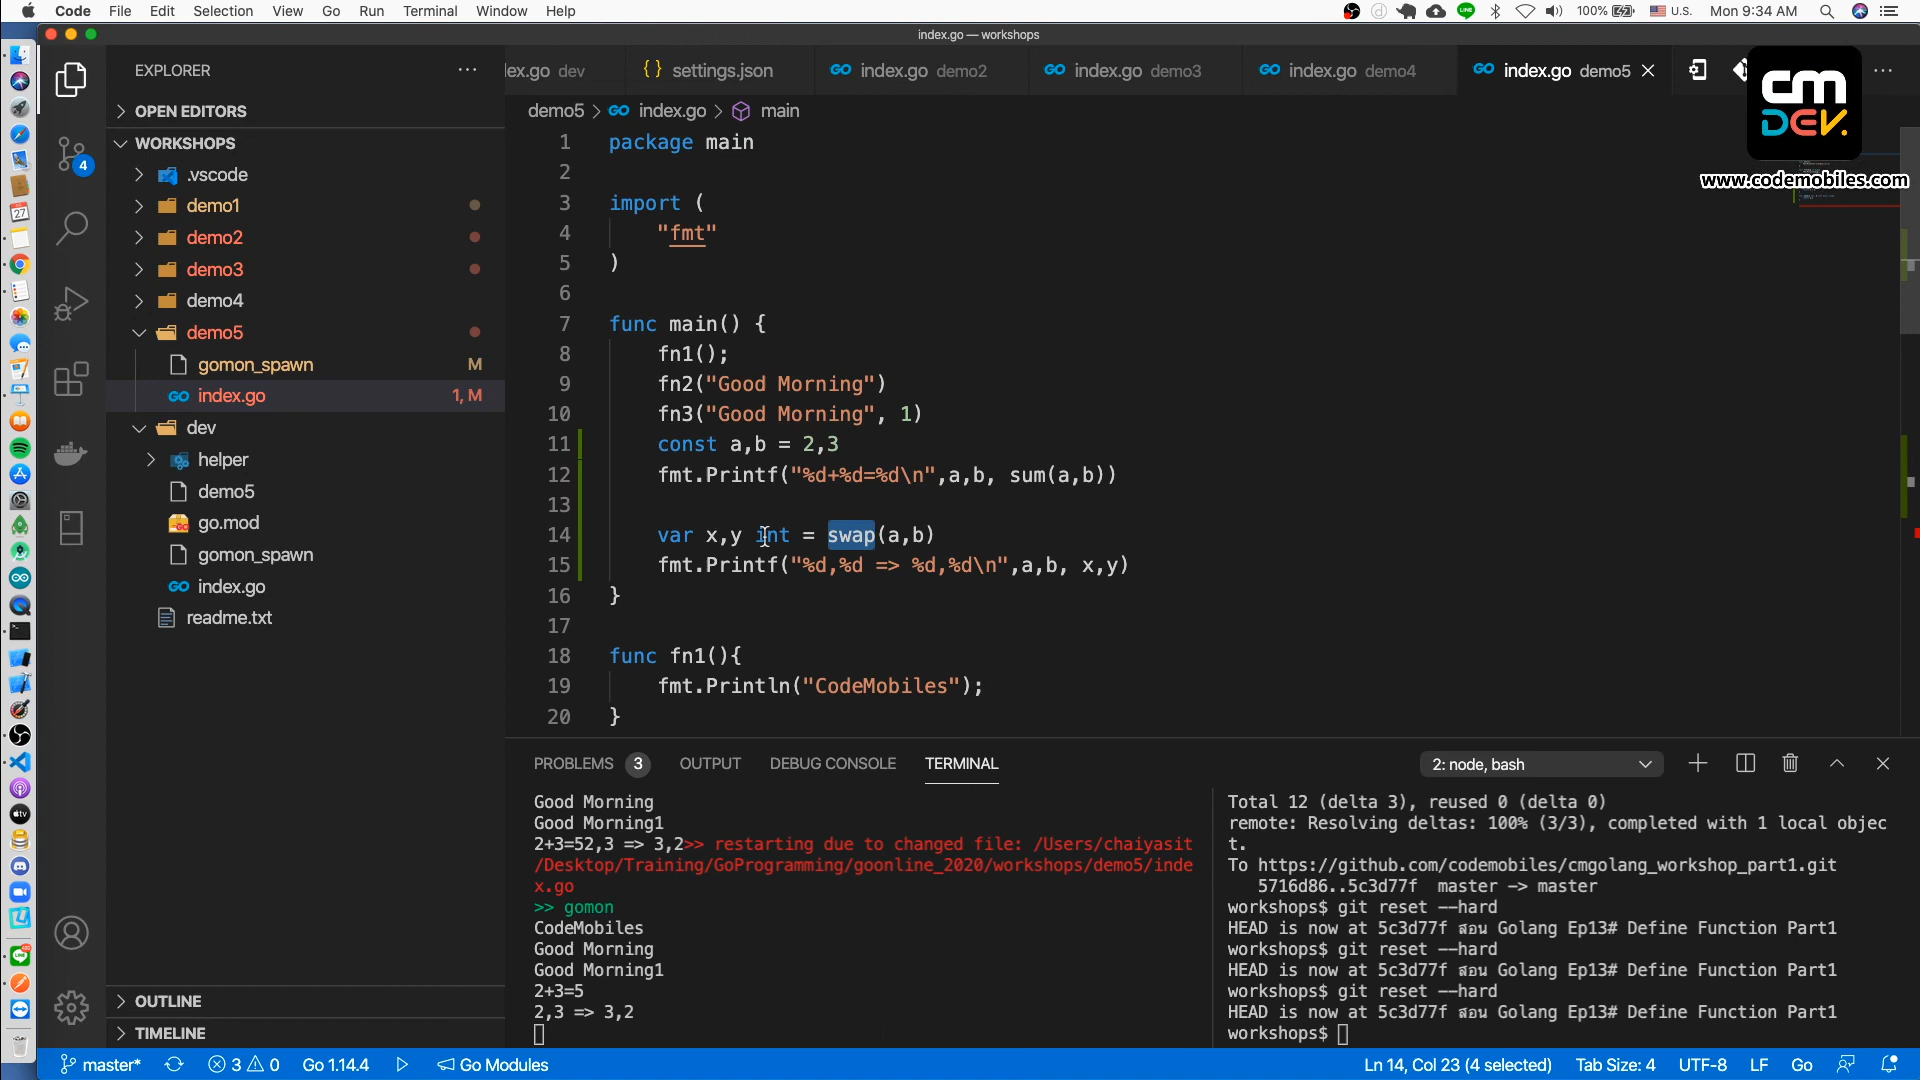 Code File Edit Selection View Go Run Terminal Window Help
100% U.S. Mon 9:34 AM
index.go — workshops
EXPLORER
ex.go dev
{} settings.json
index.go demo2
index.go demo3
index.go demo4
index.go demo5
cm
DEV.
www.codemobiles.com
OPEN EDITORS
WORKSHOPS
.vscode
demo1
demo2
demo3
demo4
demo5
gomon_spawn M
index.go 1, M
dev
helper
demo5
go.mod
gomon_spawn
index.go
readme.txt
OUTLINE
TIMELINE
4
27
demo5 > index.go > main
1 package main
2
3 import (
4 "fmt"
5 )
6
7 func main() {
8 fn1();
9 fn2("Good Morning")
10 fn3("Good Morning", 1)
11 const a,b = 2,3
12 fmt.Printf("%d+%d=%d\n",a,b, sum(a,b))
13
14 var x,y int = swap(a,b)
15 fmt.Printf("%d,%d => %d,%d\n",a,b, x,y)
16 }
17
18 func fn1(){
19 fmt.Println("CodeMobiles");
20 }
PROBLEMS 3 OUTPUT DEBUG CONSOLE TERMINAL
2: node, bash
Good Morning
Good Morning1
2+3=52,3 => 3,2>> restarting due to changed file: /Users/chaiyasit
/Desktop/Training/GoProgramming/goonline_2020/workshops/demo5/inde
x.go
>> gomon
CodeMobiles
Good Morning
Good Morning1
2+3=5
2,3 => 3,2
Total 12 (delta 3), reused 0 (delta 0)
remote: Resolving deltas: 100% (3/3), completed with 1 local objec
t.
To https://github.com/codemobiles/cmgolang_workshop_part1.git
5716d86..5c3d77f master -> master
workshops$ git reset --hard
HEAD is now at 5c3d77f สอน Golang Ep13# Define Function Part1
workshops$ git reset --hard
HEAD is now at 5c3d77f สอน Golang Ep13# Define Function Part1
workshops$ git reset --hard
HEAD is now at 5c3d77f สอน Golang Ep13# Define Function Part1
workshops$
master* 3 0 Go 1.14.4 Go Modules
Ln 14, Col 23 (4 selected) Tab Size: 4 UTF-8 LF Go